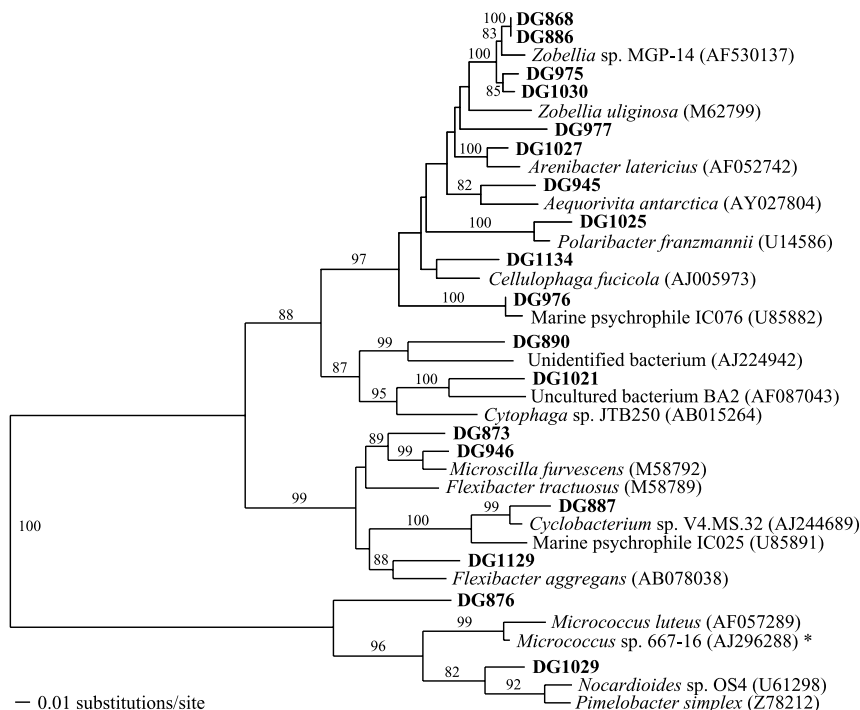 100 DG868
83 DG886
100 Zobellia sp. MGP-14 (AF530137)
DG975
85 DG1030
Zobellia uliginosa (M62799)
DG977
100 DG1027
Arenibacter latericius (AF052742)
82 DG945
Aequorivita antarctica (AY027804)
100 DG1025
Polaribacter franzmannii (U14586)
97 DG1134
Cellulophaga fucicola (AJ005973)
100 DG976
88 Marine psychrophile IC076 (U85882)
99 DG890
87 Unidentified bacterium (AJ224942)
100 DG1021
95 Uncultured bacterium BA2 (AF087043)
Cytophaga sp. JTB250 (AB015264)
89 DG873
99 DG946
Microscilla furvescens (M58792)
Flexibacter tractuosus (M58789)
99 99 DG887
100 Cyclobacterium sp. V4.MS.32 (AJ244689)
100 Marine psychrophile IC025 (U85891)
88 DG1129
Flexibacter aggregans (AB078038)
DG876
99 Micrococcus luteus (AF057289)
96 Micrococcus sp. 667-16 (AJ296288) *
82 DG1029
92 Nocardioides sp. OS4 (U61298)
0.01 substitutions/site Pimelobacter simplex (Z78212)